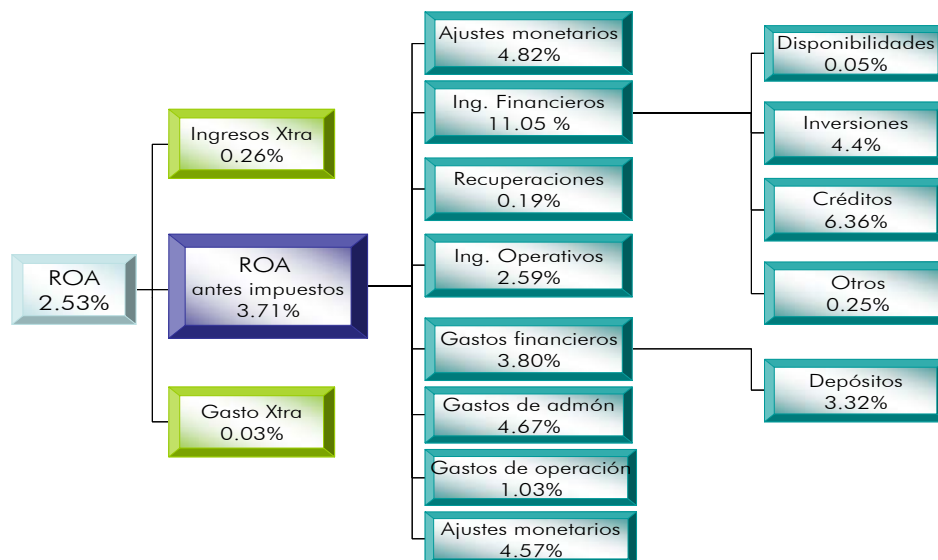 ROA
2.53%
Ingresos Xtra
0.26%
ROA
antes impuestos
3.71%
Gasto Xtra
0.03%
Ajustes monetarios
4.82%
Ing. Financieros
11.05 %
Recuperaciones
0.19%
Ing. Operativos
2.59%
Gastos financieros
3.80%
Gastos de admón
4.67%
Gastos de operación
1.03%
Ajustes monetarios
4.57%
Disponibilidades
0.05%
Inversiones
4.4%
Créditos
6.36%
Otros
0.25%
Depósitos
3.32%